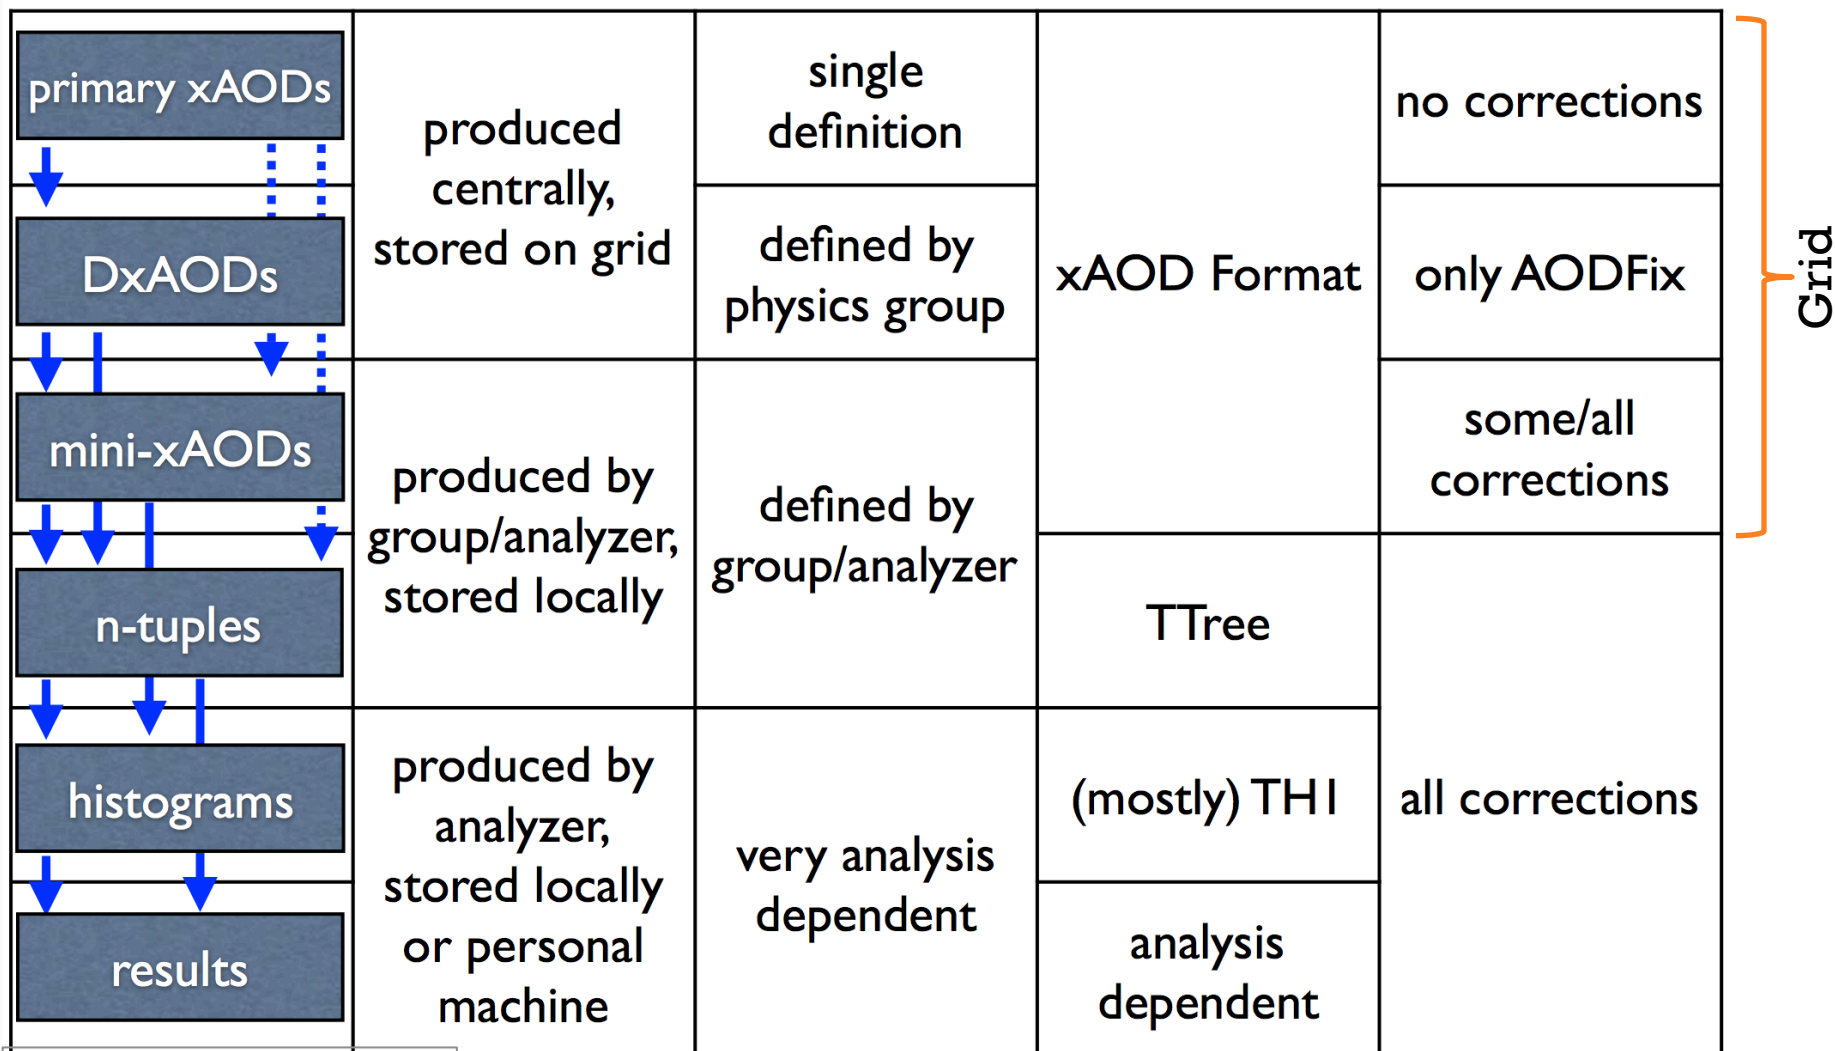 primary xAODs
produced
centrally,
stored on grid
single
definition
xAOD Format
no corrections
Grid
DxAODs
defined by
physics group
only AODFix
mini-xAODs
produced by
group/analyzer,
stored locally
defined by
group/analyzer
some/all
corrections
n-tuples
TTree
all corrections
histograms
produced by
analyzer,
stored locally
or personal
machine
very analysis
dependent
(mostly) TH1
results
analysis
dependent